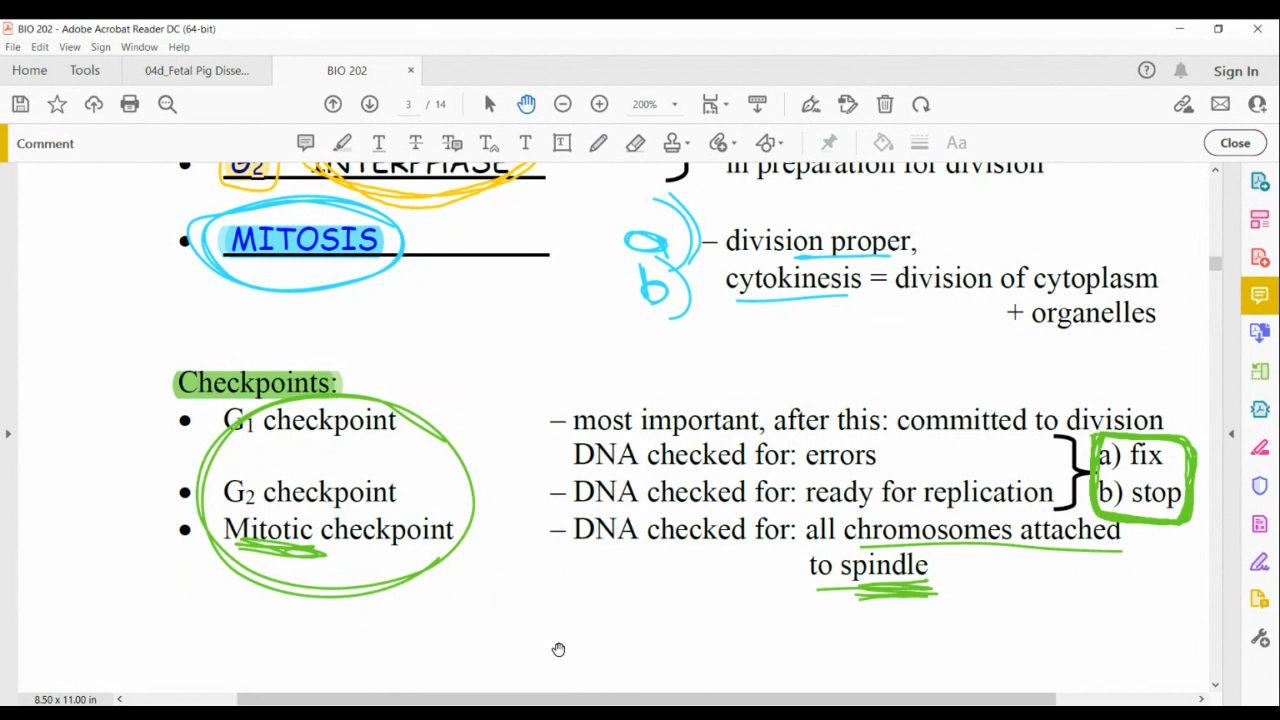 BIO 202 - Adobe Acrobat Reader DC (64-bit)
File Edit View Sign Window Help
Home Tools 04d_Fetal Pig Disse... BIO 202 × Sign In
3 / 14 200%
Comment Close
• G2 INTERPHASE in preparation for division
• MITOSIS a – division proper,
b cytokinesis = division of cytoplasm
+ organelles
Checkpoints:
• G1 checkpoint – most important, after this: committed to division
DNA checked for: errors a) fix
• G2 checkpoint – DNA checked for: ready for replication b) stop
• Mitotic checkpoint – DNA checked for: all chromosomes attached
to spindle
8.50 x 11.00 in